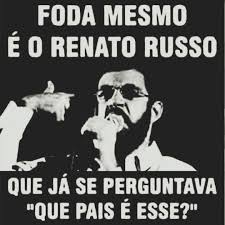 FODA MESMO
É O RENATO RUSSO
QUE JÁ SE PERGUNTAVA
"QUE PAIS É ESSE?"